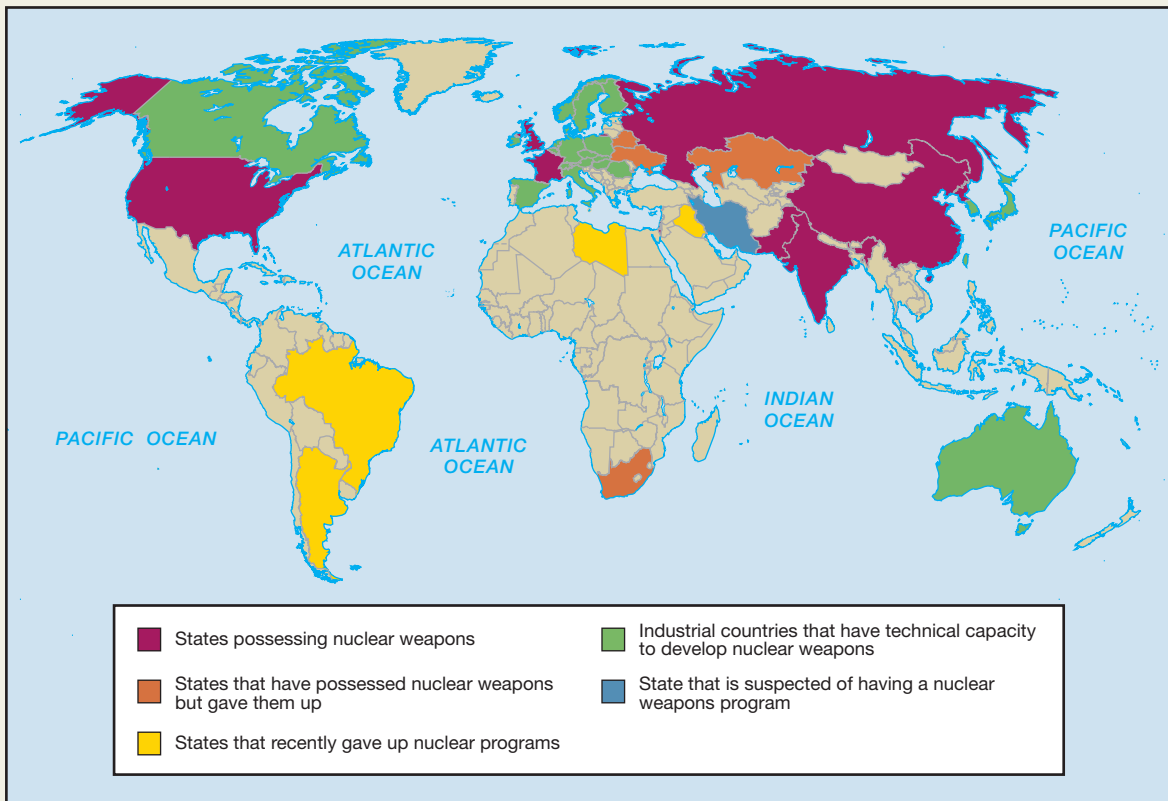 ATLANTIC
OCEAN
PACIFIC
OCEAN
INDIAN
OCEAN
PACIFIC OCEAN
ATLANTIC
OCEAN
States possessing nuclear weapons
States that have possessed nuclear weapons
but gave them up
States that recently gave up nuclear programs
Industrial countries that have technical capacity
to develop nuclear weapons
State that is suspected of having a nuclear
weapons program